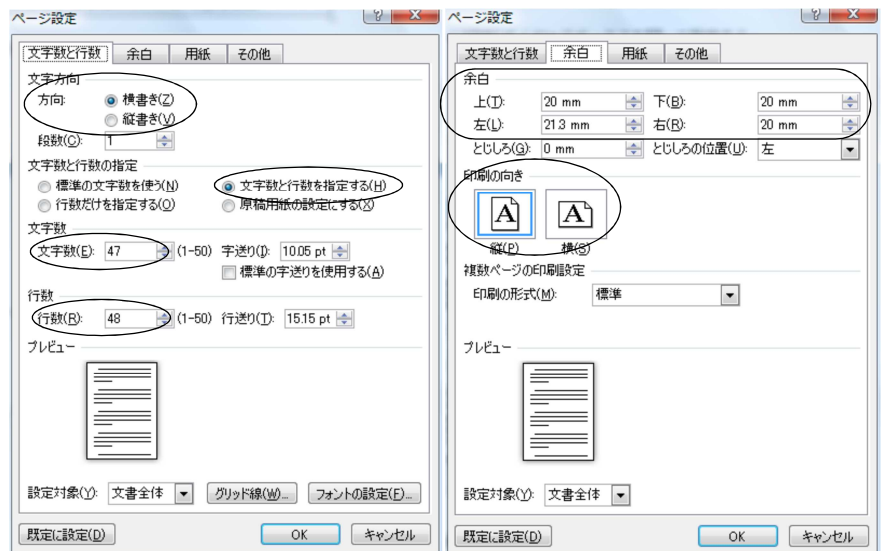 ページ設定
文字数と行数 余白 用紙 その他
文字方向
方向: 横書き(Z)
縦書き(V)
段数(C): 1
文字数と行数の指定
標準の文字数を使う(N) 文字数と行数を指定する(H)
行数だけを指定する(O) 原稿用紙の設定にする(X)
文字数
文字数(E): 47 (1-50) 字送り(I): 10.05 pt
標準の字送りを使用する(A)
行数
行数(R): 48 (1-50) 行送り(T): 15.15 pt
プレビュー
設定対象(Y): 文書全体 グリッド線(W)... フォントの設定(F)...
既定に設定(D) OK キャンセル
ページ設定
文字数と行数 余白 用紙 その他
余白
上(T): 20 mm 下(B): 20 mm
左(L): 21.3 mm 右(R): 20 mm
とじしろ(G): 0 mm とじしろの位置(U): 左
印刷の向き
A A
縦(P) 横(S)
複数ページの印刷設定
印刷の形式(M): 標準
プレビュー
設定対象(Y): 文書全体
既定に設定(D) OK キャンセル